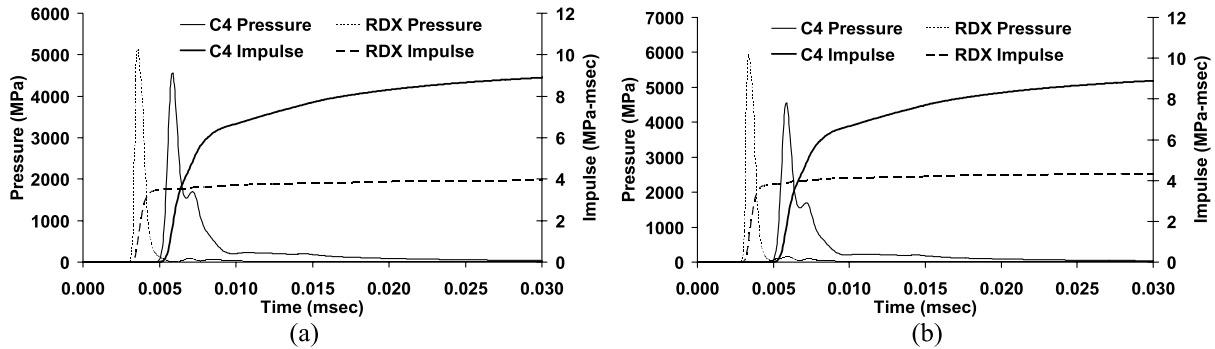 6000
5000
4000
3000
2000
1000
0
Pressure (MPa)
C4 Pressure
RDX Pressure
C4 Impulse
RDX Impulse
12
10
8
6
4
2
0
Impulse (MPa-msec)
0.000 0.005 0.010 0.015 0.020 0.025 0.030
Time (msec)
(a)
7000
6000
5000
4000
3000
2000
1000
0
Pressure (MPa)
C4 Pressure
RDX Pressure
C4 Impulse
RDX Impulse
12
10
8
6
4
2
0
Impulse (MPa-msec)
0.000 0.005 0.010 0.015 0.020 0.025 0.030
Time (msec)
(b)